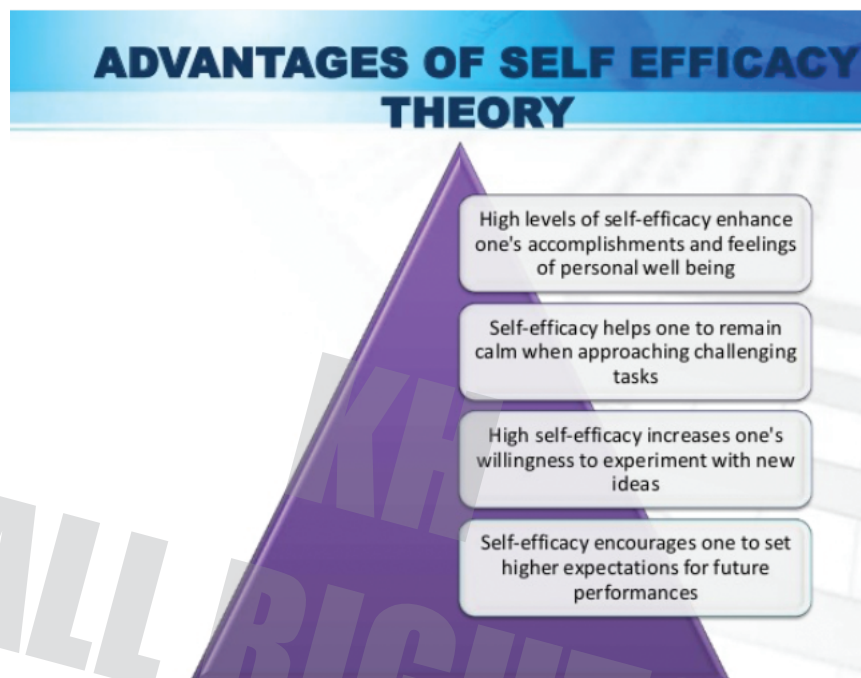 ADVANTAGES OF SELF EFFICACY
THEORY
High levels of self-efficacy enhance
one's accomplishments and feelings
of personal well being
Self-efficacy helps one to remain
calm when approaching challenging
tasks
High self-efficacy increases one's
willingness to experiment with new
ideas
Self-efficacy encourages one to set
higher expectations for future
performances
KH
ALL RIGHT